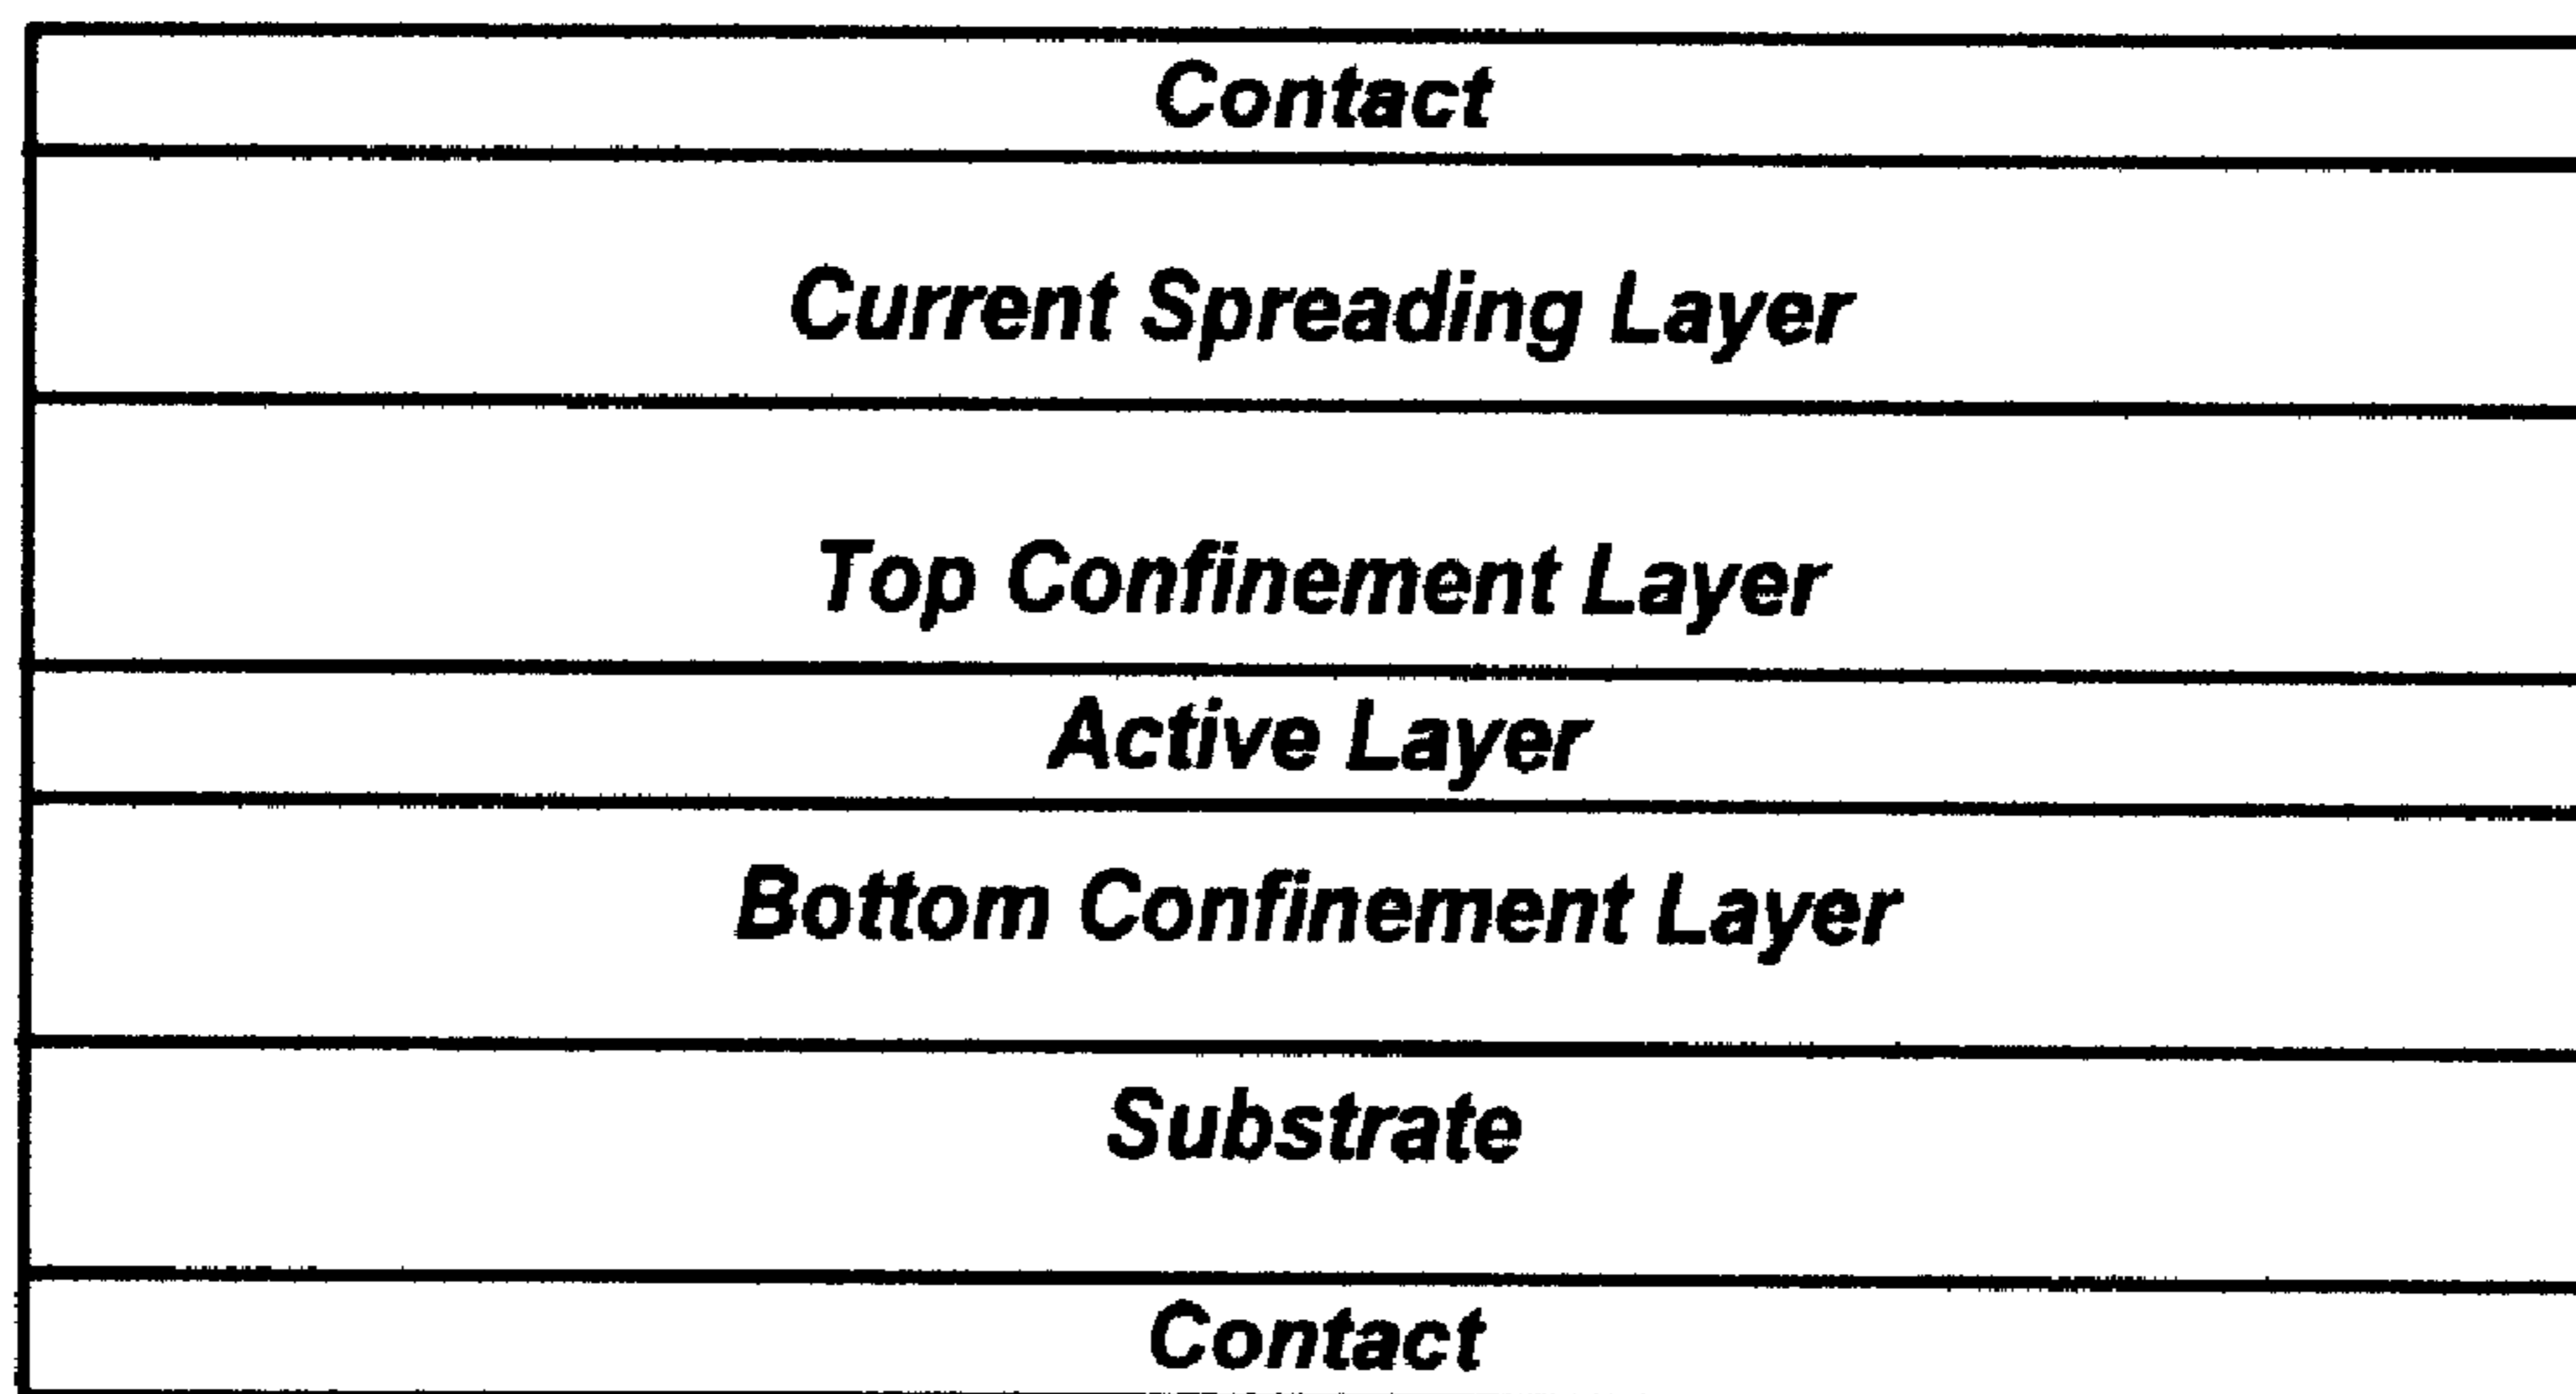 Contact
Current Spreading Layer
Top Confinement Layer
Active Layer
Bottom Confinement Layer
Substrate
Contact